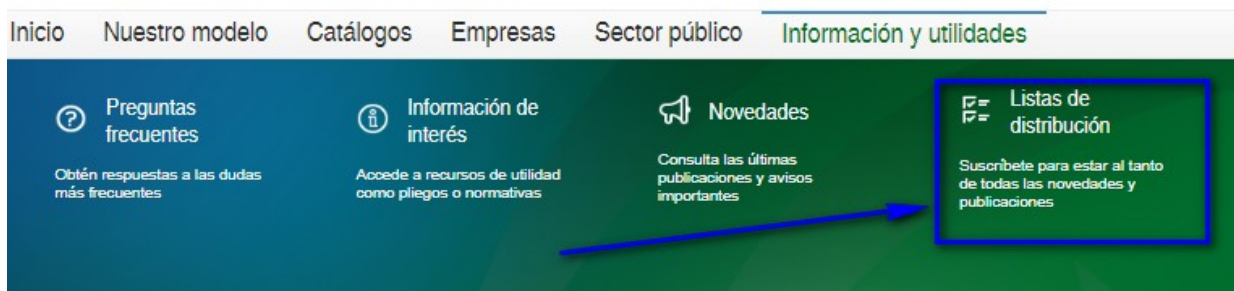 Inicio Nuestro modelo Catálogos Empresas Sector público Información y utilidades
Preguntas
frecuentes
Obtén respuestas a las dudas
más frecuentes
Información de
interés
Accede a recursos de utilidad
como pliegos o normativas
Novedades
Consulta las últimas
publicaciones y avisos
importantes
Listas de
distribución
Suscríbete para estar al tanto
de todas las novedades y
publicaciones